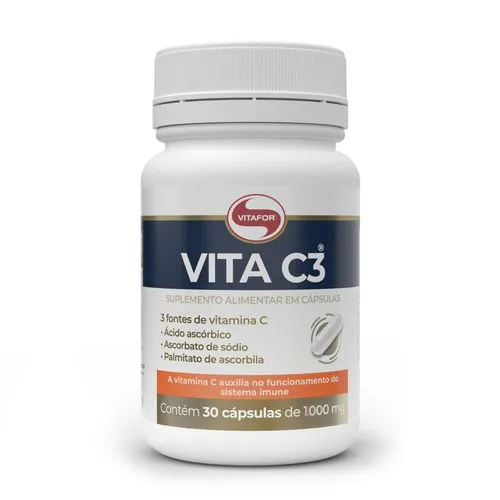 VITAFOR®
VITA C3®
SUPLEMENTO ALIMENTAR EM CÁPSULAS
3 fontes de vitamina C
• Ácido ascórbico
• Ascorbato de sódio
• Palmitato de ascorbila
A vitamina C auxilia no funcionamento do
sistema imune
Contém 30 cápsulas de 1000 mg